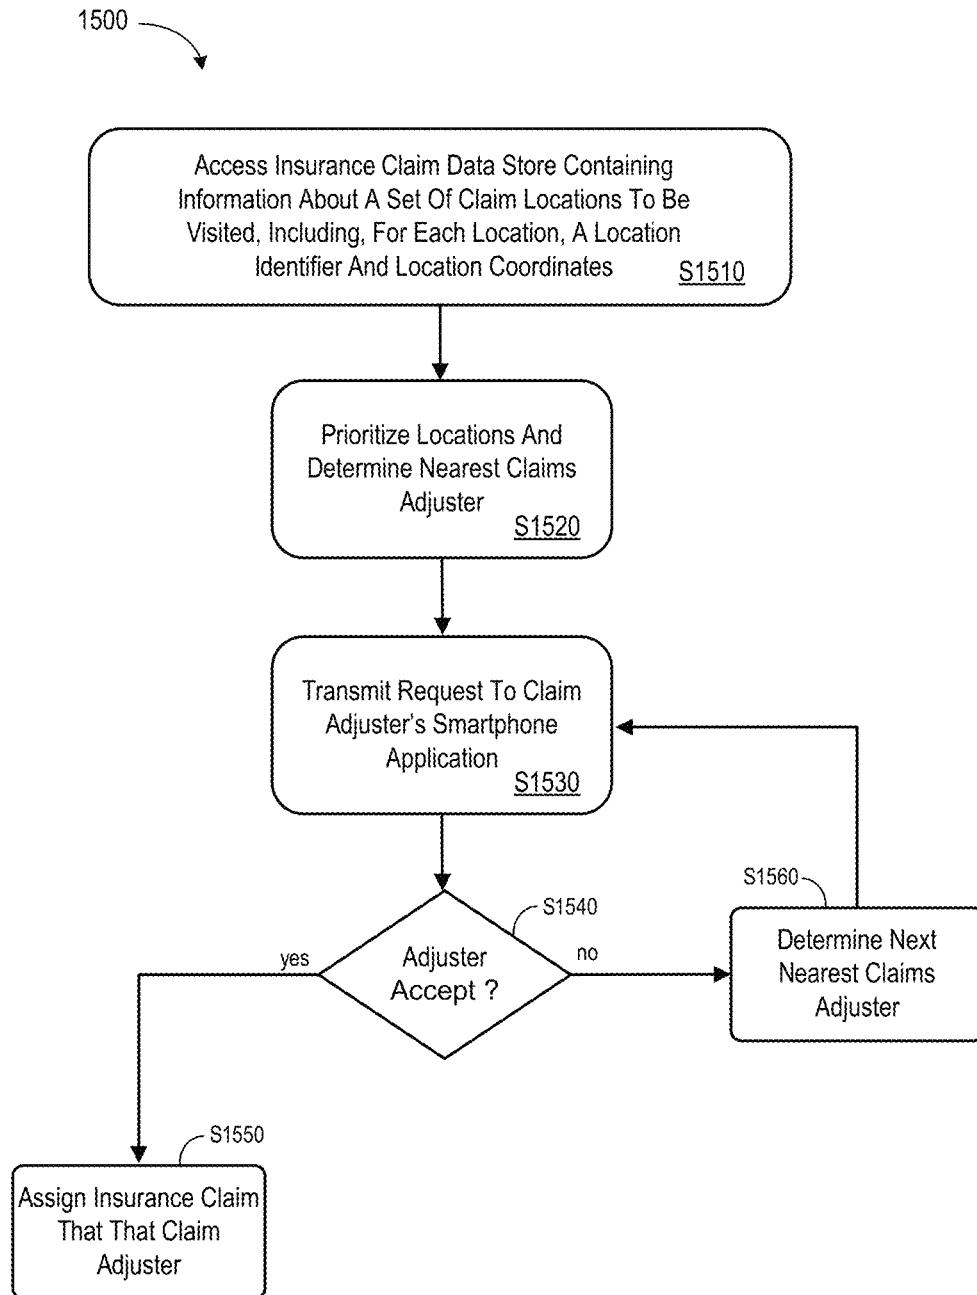 1500
Access Insurance Claim Data Store Containing
Information About A Set Of Claim Locations To Be
Visited, Including, For Each Location, A Location
Identifier And Location Coordinates
S1510
Prioritize Locations And
Determine Nearest Claims
Adjuster
S1520
Transmit Request To Claim
Adjuster's Smartphone
Application
S1530
S1540
Adjuster
Accept ?
yes
no
S1560
Determine Next
Nearest Claims
Adjuster
S1550
Assign Insurance Claim
That That Claim
Adjuster